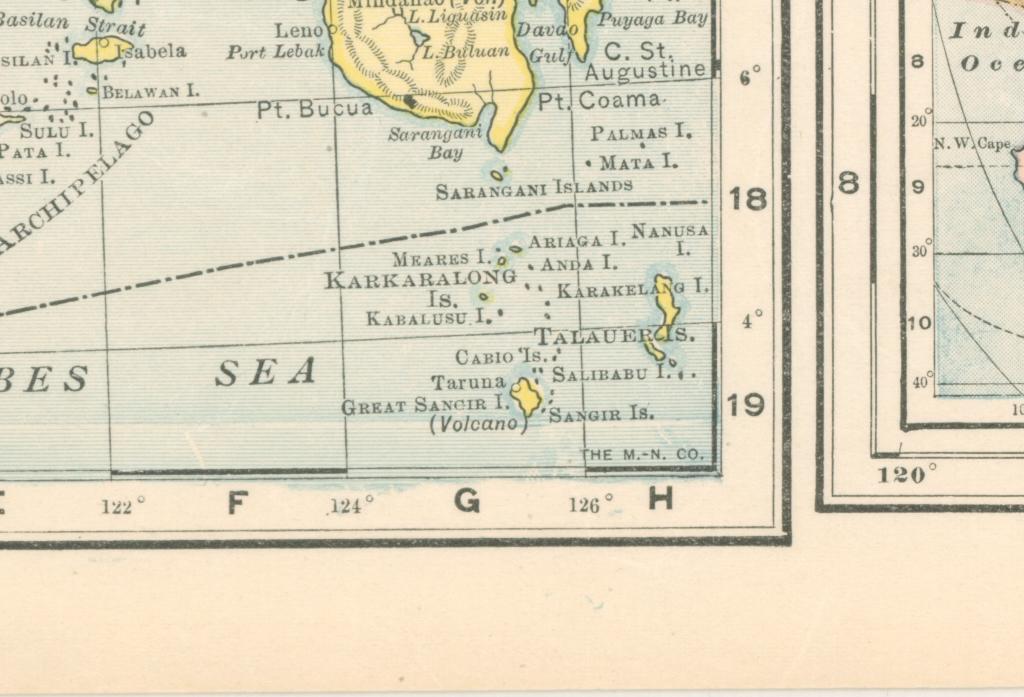 Mindanao (Vol)
L. Liguasin
Basilan Strait
Isabela
SILAN I.
BELAWAN I.
SULU I.
PATA I.
ASSI I.
ARCHIPELAGO
Leno
Port Lebak
L. Buluan
Davao
Gulf
Puyaga Bay
C. St.
Augustine
6°
Pt. Bucua
Pt. Coama
Sarangani
Bay
PALMAS I.
MATA I.
SARANGANI ISLANDS
18
ARIAGA I.
NANUSA
I.
MEARES I.
ANDA I.
KARKARALONG
IS.
KARAKELANG I.
KABALUSU I.
4°
TALAUER IS.
CABIO IS.
BES SEA
Taruna
SALIBABU I.
GREAT SANGIR I.
(Volcano)
SANGIR IS.
19
THE M.-N. CO.
122°
F
124°
G
126°
H
Ind
Oce
8
20°
N. W. Cape
8
9
30°
10
40°
10
120°